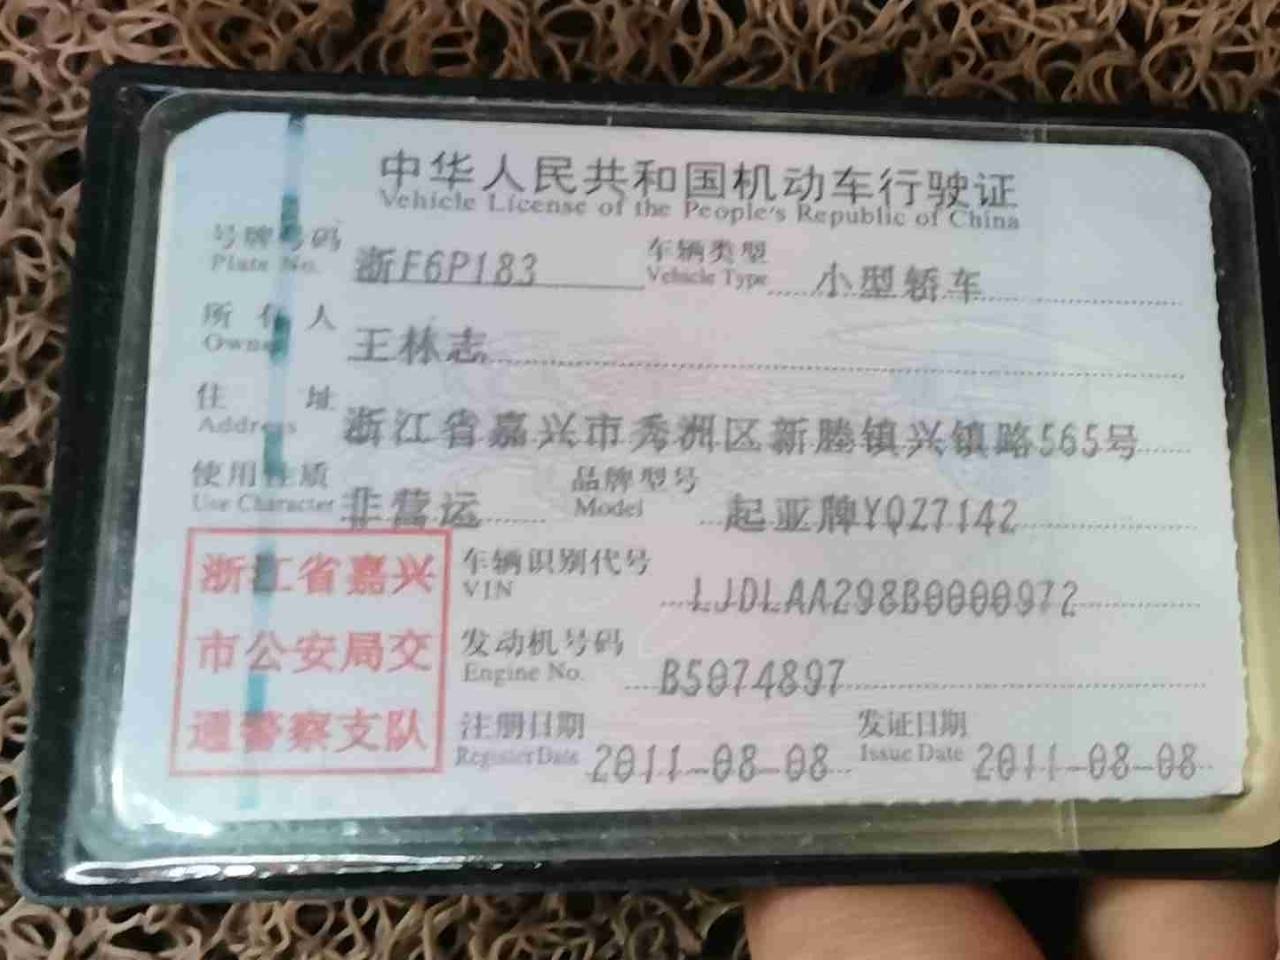 中华人民共和国机动车行驶证
Vehicle License of the People's Republic of China
号牌号码 浙F6P183 车辆类型 小型轿车
Plate No. Vehicle Type
所有人 王林志
Owner
住址 浙江省嘉兴市秀洲区新塍镇兴镇路565号
Address
使用性质 非营运 品牌型号 起亚牌YQZ7142
Use Character Model
浙江省嘉兴
市公安局交
通警察支队
车辆识别代号 LJDLAA298B0000972
VIN
发动机号码 B5074897
Engine No.
注册日期 2011-08-08 发证日期 2011-08-08
Register Date Issue Date